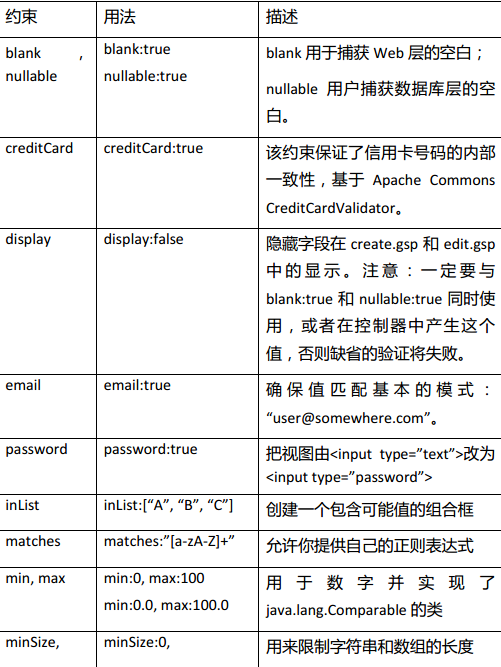 约束 用法 描述
blank , blank:true blank 用于捕获 Web 层的空白；
nullable nullable:true nullable 用户捕获数据库层的空
白。
creditCard creditCard:true 该约束保证了信用卡号码的内部
一致性，基于 Apache Commons
CreditCardValidator。
display display:false 隐藏字段在 create.gsp 和 edit.gsp
中的显示。注意：一定要与
blank:true 和 nullable:true 同时使
用，或者在控制器中产生这个
值，否则缺省的验证将失败。
email email:true 确保值匹配基本的模式：
“user@somewhere.com”。
password password:true 把视图由<input type=”text”>改为
<input type=”password”>
inList inList:[“A”, “B”, “C”] 创建一个包含可能值的组合框
matches matches:”[a-zA-Z]+” 允许你提供自己的正则表达式
min, max min:0, max:100 用于数字并实现了
min:0.0, max:100.0 java.lang.Comparable 的类
minSize, minSize:0, 用来限制字符串和数组的长度